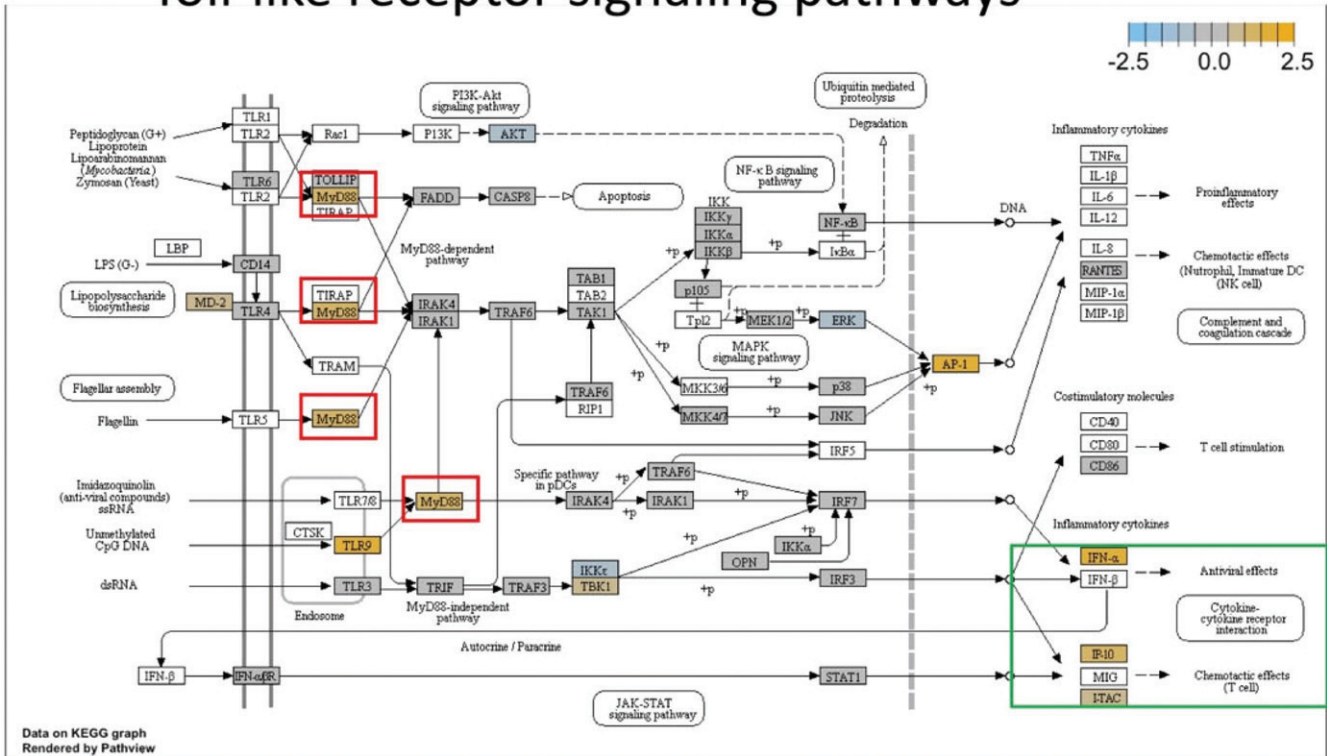 Toll-like receptor signaling pathways
-2.5 0.0 2.5
PI3K-Akt
signaling pathway
Ubiquitin mediated
proteolysis
Degradation
TLR1
TLR2
Peptidoglycan (G+)
Lipoprotein
Lipoarabinomannan
(Mycobacteria)
Zymosan (Yeast)
Rac1
P13K
AKT
Inflammatory cytokines
TNFα
IL-1β
IL-6
IL-12
Proinflammatory
effects
NF-κB signaling
pathway
TLR6
TLR2
TOLLIP
MyD88
TIRAP
FADD
CASP8
Apoptosis
IKK
IKKγ
IKKα
IKKβ
+p
+p
NF-κB
+
IκBα
DNA
LBP
LPS (G-)
CD14
MyD88-dependent
pathway
IL-8
RANTES
MIP-1α
MIP-1β
Chemotactic effects
(Nutrophil, Immature DC
(NK cell)
Lipopolysaccharide
biosynthesis
MD-2
TLR4
TIRAP
MyD88
IRAK4
IRAK1
TRAF6
TAB1
TAB2
TAK1
p105
+
Tpl2
+p
MEK1/2
+p
ERK
Complement and
coagulation cascade
MAPK
signaling pathway
TRAM
+p
+p
MKK3/6
+p
p38
AP-1
+p
MKK4/7
+p
JNK
Flagellar assembly
Flagellin
TLR5
MyD88
TRAF6
RIP1
Costimulatory molecules
CD40
CD80
CD86
T cell stimulation
IRF5
Imidazoquinolin
(anti-viral compounds)
ssRNA
TLR7/8
MyD88
Specific pathway
in pDCs
IRAK4
+p
+p
TRAF6
IRAK1
+p
IRF7
Unmethylated
CpG DNA
CTSK
TLR9
+p
IKKα
OPN
Inflammatory cytokines
IFN-α
IFN-β
Antiviral effects
dsRNA
TLR3
TRIF
TRAF3
IKKε
TBK1
+p
IRF3
Endosome
MyD88-independent
pathway
Cytokine-
cytokine receptor
interaction
Autocrine / Paracrine
IFN-β
IFN-αβR
STAT1
IP-10
MIG
I-TAC
Chemotactic effects
(T cell)
JAK-STAT
signaling pathway
Data on KEGG graph
Rendered by Pathview